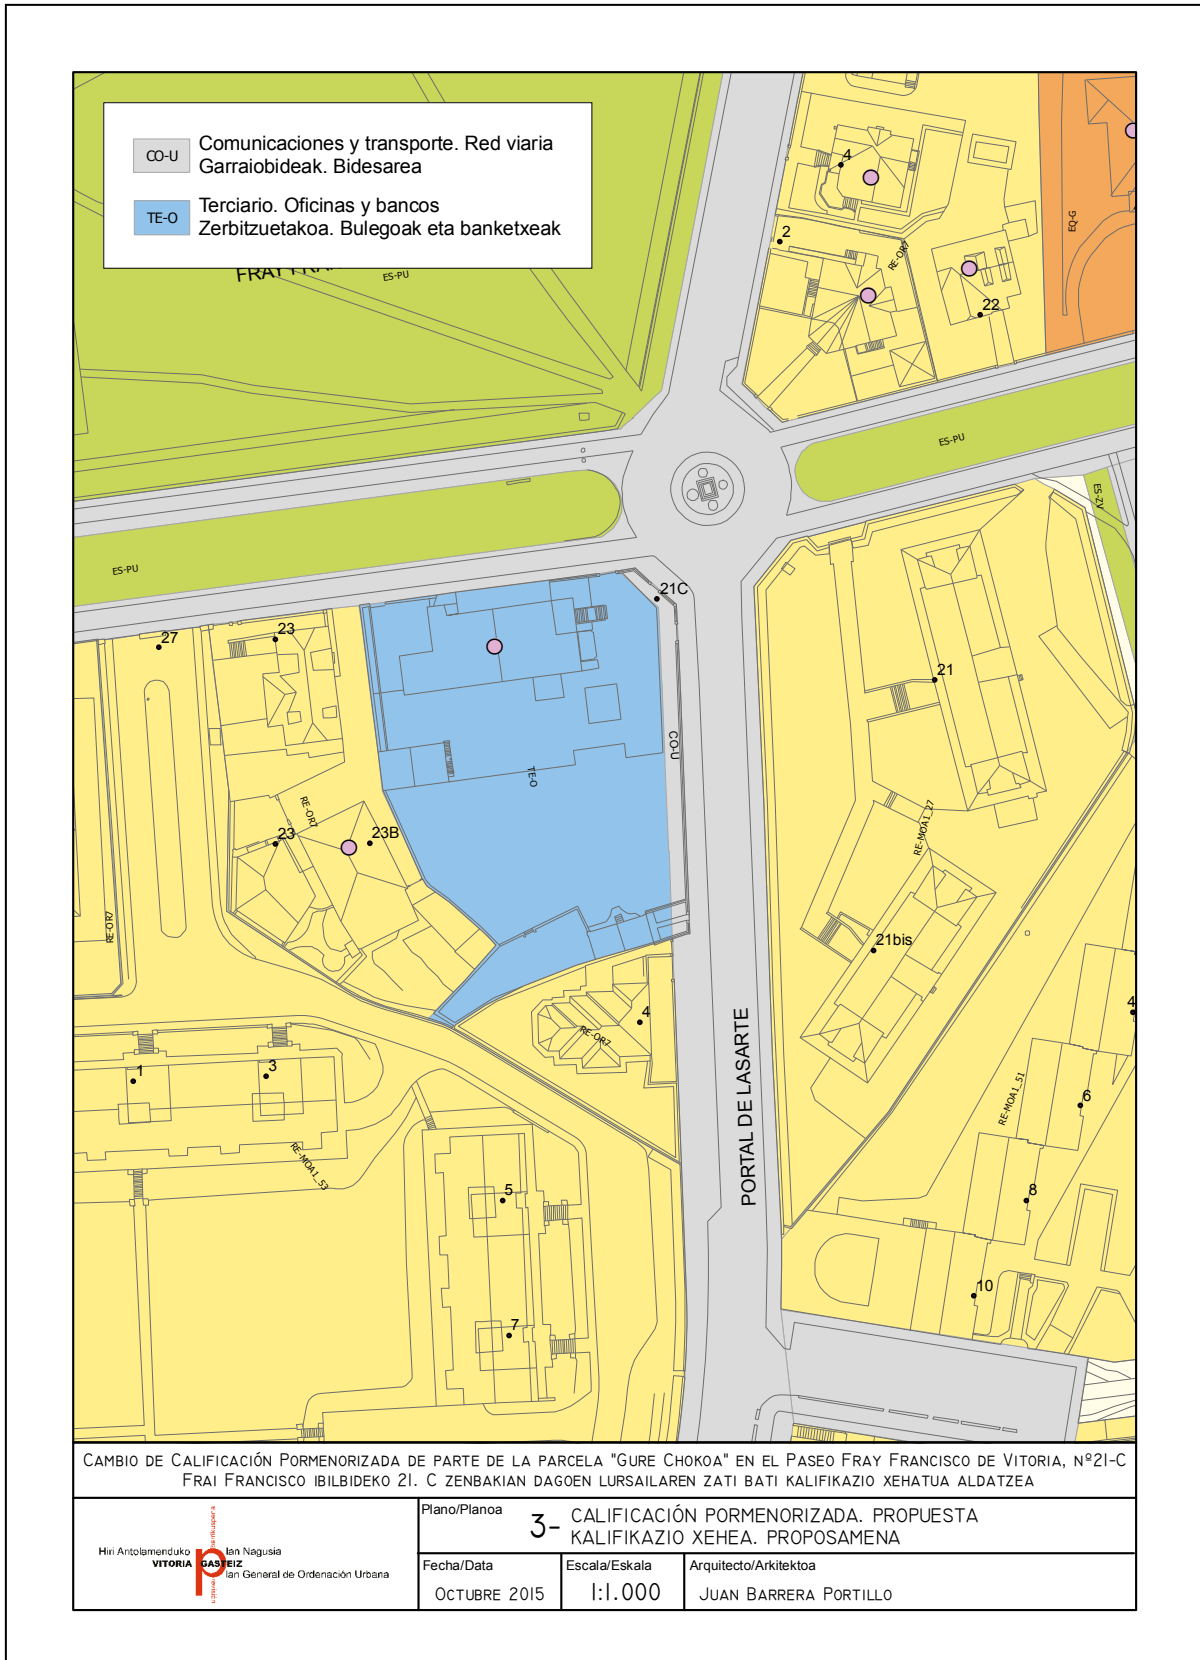 CO-U
Comunicaciones y transporte. Red viaria
Garraiobideak. Bidesarea
TE-O
Terciario. Oficinas y bancos
Zerbitzuetakoa. Bulegoak eta banketxeak
ES-PU
4
2
RE-OR7
22
EQ-G
ES-PU
ES-ZV
ES-PU
21C
27
23
21
CO-U
TE-O
RE-OR7
23
23B
RE-MOA1_27
RE-OR7
21bis
4
RE-OR7
4
PORTAL DE LASARTE
1
3
RE-MOA1_53
6
RE-MOA1_51
5
8
10
7
CAMBIO DE CALIFICACIÓN PORMENORIZADA DE PARTE DE LA PARCELA "GURE CHOKOA" EN EL PASEO FRAY FRANCISCO DE VITORIA, Nº21-C
FRAI FRANCISCO IBILBIDEKO 21. C ZENBAKIAN DAGOEN LURSAILAREN ZATI BATI KALIFIKAZIO XEHATUA ALDATZEA
Hiri Antolamenduko plan Nagusia
VITORIA GASTEIZ
plan General de Ordenación Urbana
Plano/Planoa
3- CALIFICACIÓN PORMENORIZADA. PROPUESTA
KALIFIKAZIO XEHEA. PROPOSAMENA
Fecha/Data
OCTUBRE 2015
Escala/Eskala
1:1.000
Arquitecto/Arkitektoa
JUAN BARRERA PORTILLO